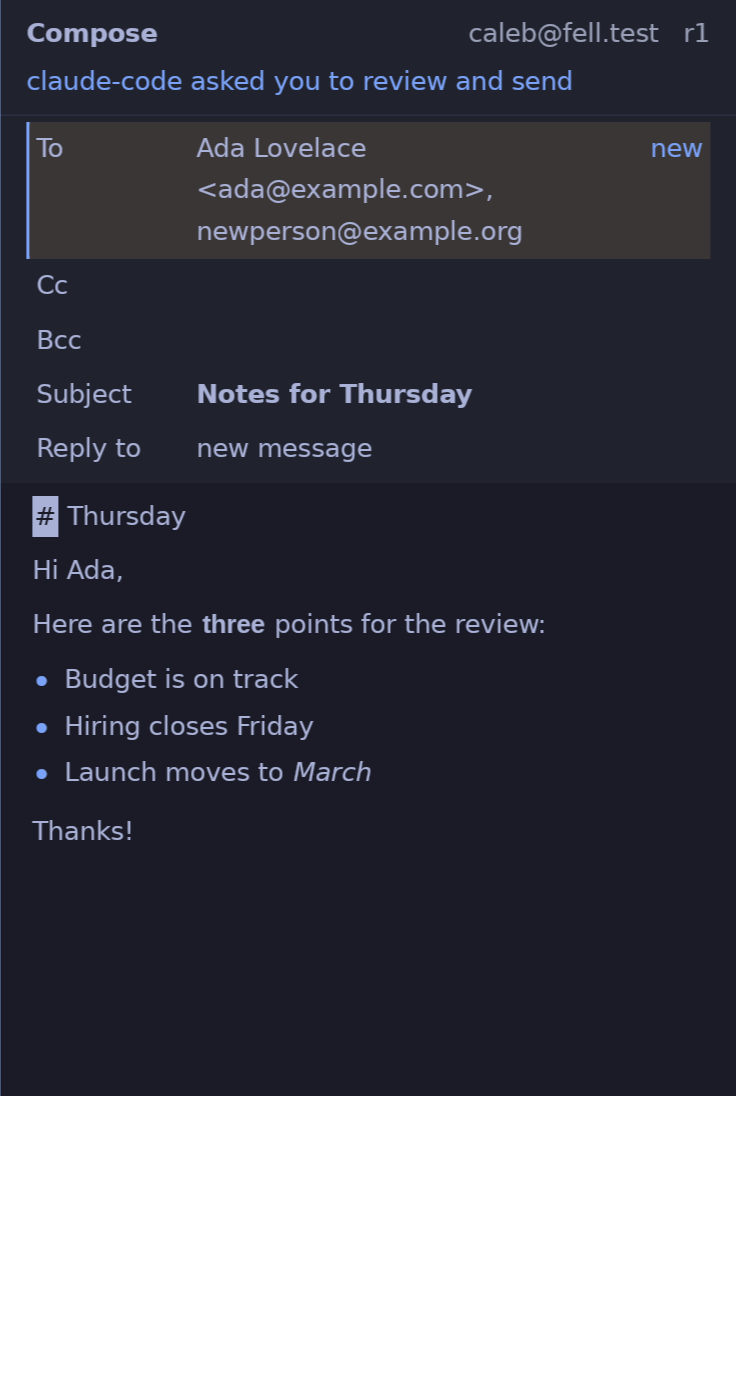 Compose caleb@fell.test r1
claude-code asked you to review and send
To Ada Lovelace new
<ada@example.com>,
newperson@example.org
Cc
Bcc
Subject Notes for Thursday
Reply to new message
# Thursday
Hi Ada,
Here are the three points for the review:
• Budget is on track
• Hiring closes Friday
• Launch moves to March
Thanks!